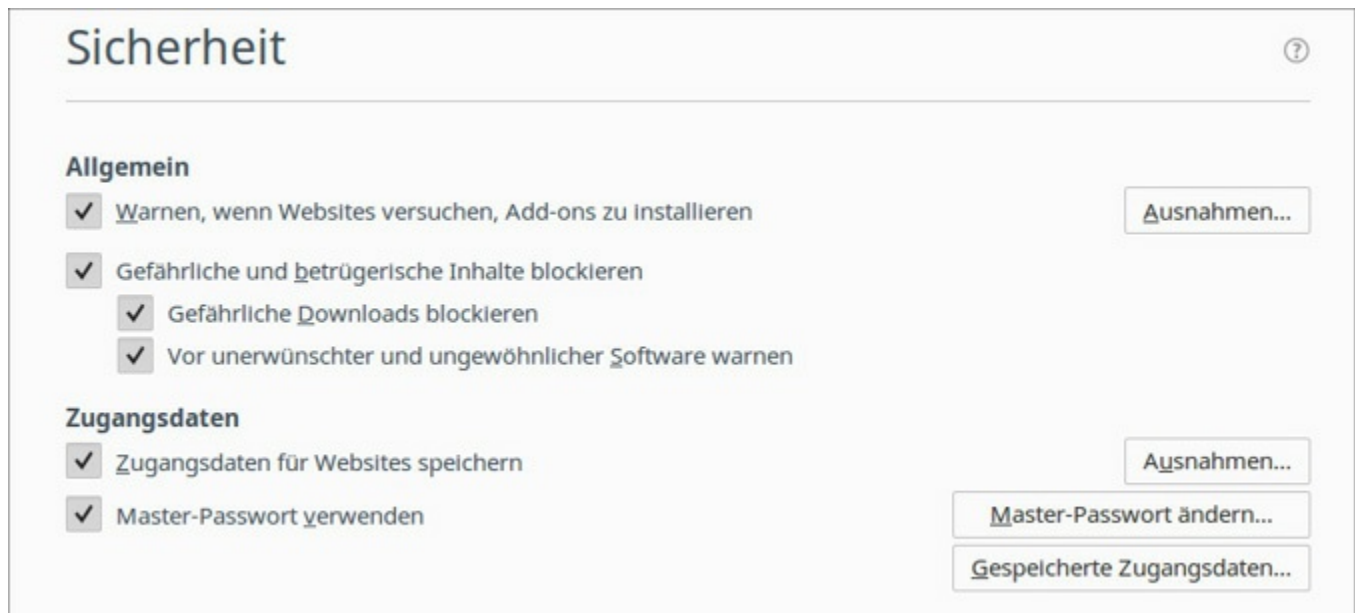 Sicherheit
?
Allgemein
Warnen, wenn Websites versuchen, Add-ons zu installieren
Ausnahmen...
Gefährliche und betrügerische Inhalte blockieren
Gefährliche Downloads blockieren
Vor unerwünschter und ungewöhnlicher Software warnen
Zugangsdaten
Zugangsdaten für Websites speichern
Ausnahmen...
Master-Passwort verwenden
Master-Passwort ändern...
Gespeicherte Zugangsdaten...